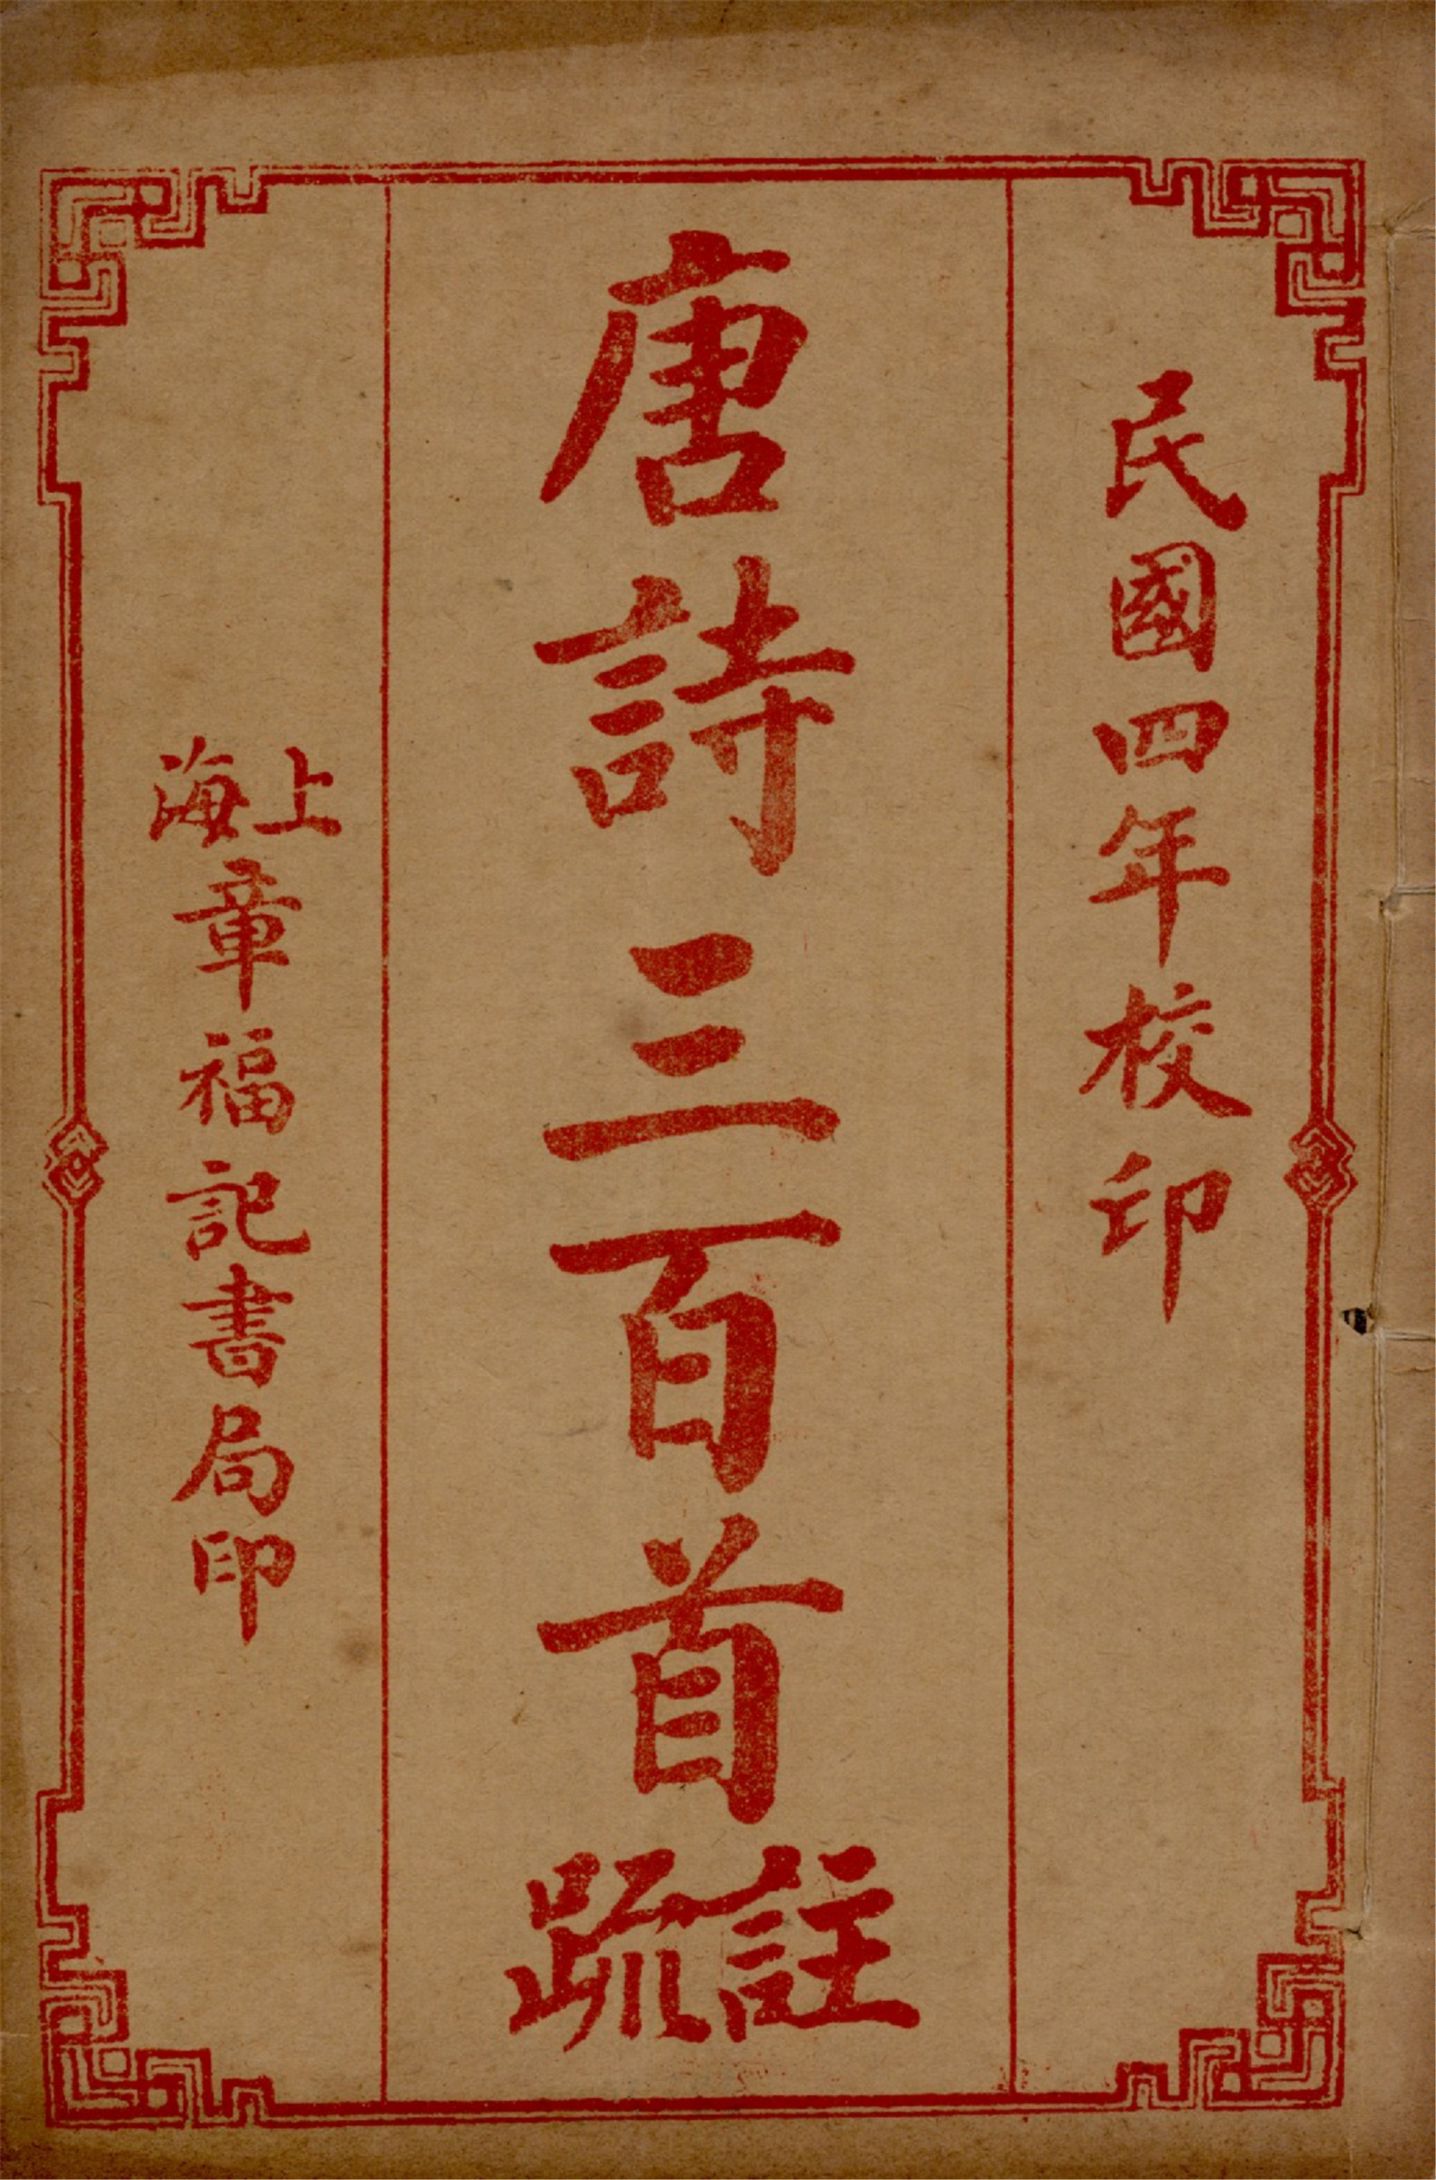 民國四年校印
唐詩三百首註疏
上海章福記書局印